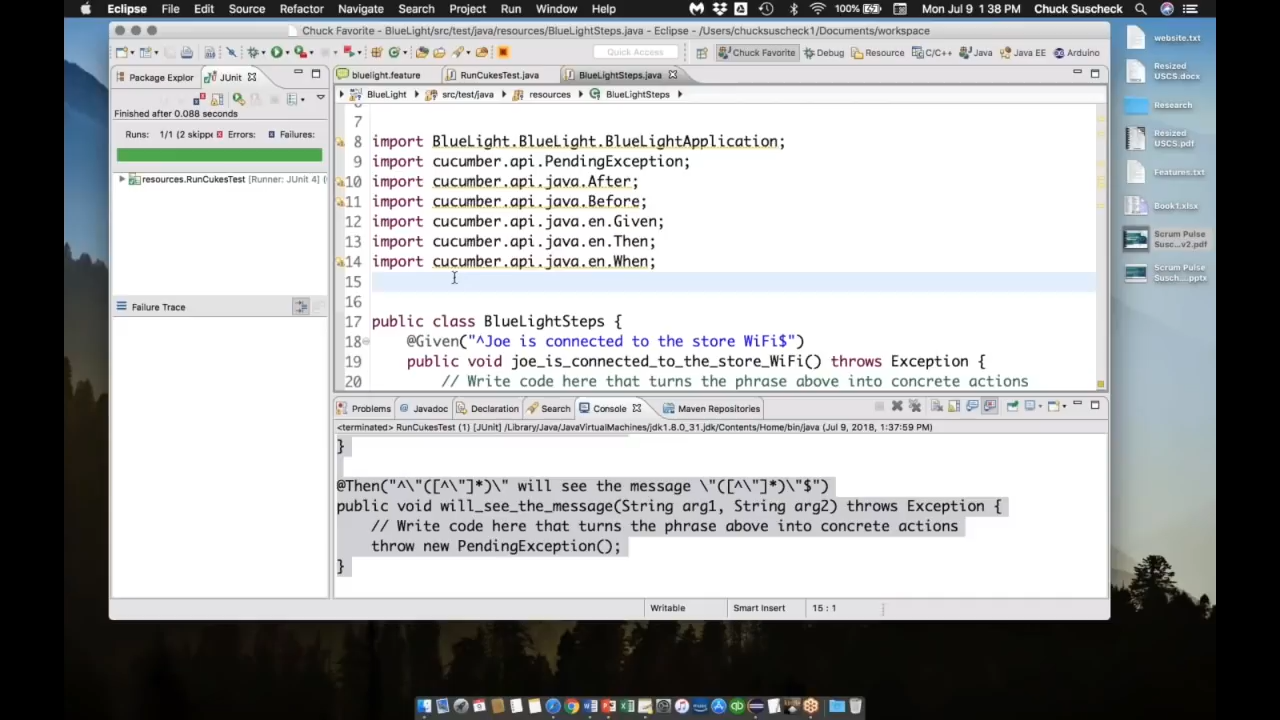 Eclipse File Edit Source Refactor Navigate Search Project Run Window Help 100% Mon Jul 9 1:38 PM Chuck Suscheck
Chuck Favorite - BlueLight/src/test/java/resources/BlueLightSteps.java - Eclipse - /Users/chucksuscheck1/Documents/workspace
Quick Access Chuck Favorite Debug Resource C/C++ Java Java EE Arduino
Package Explorer JUnit
Finished after 0.088 seconds
Runs: 1/1 (2 skippe Errors: Failures:
resources.RunCukesTest [Runner: JUnit 4]
Failure Trace
bluelight.feature RunCukesTest.java BlueLightSteps.java
BlueLight src/test/java resources BlueLightSteps
7
8 import BlueLight.BlueLight.BlueLightApplication;
9 import cucumber.api.PendingException;
10 import cucumber.api.java.After;
11 import cucumber.api.java.Before;
12 import cucumber.api.java.en.Given;
13 import cucumber.api.java.en.Then;
14 import cucumber.api.java.en.When;
15
16
17 public class BlueLightSteps {
18 @Given("^Joe is connected to the store WiFi$")
19 public void joe_is_connected_to_the_store_WiFi() throws Exception {
20 // Write code here that turns the phrase above into concrete actions
Problems Javadoc Declaration Search Console Maven Repositories
<terminated> RunCukesTest (1) [JUnit] /Library/Java/JavaVirtualMachines/jdk1.8.0_31.jdk/Contents/Home/bin/java (Jul 9, 2018, 1:37:59 PM)
}
@Then("^\"([^\"]*)\" will see the message \"([^\"]*)\"$")
public void will_see_the_message(String arg1, String arg2) throws Exception {
// Write code here that turns the phrase above into concrete actions
throw new PendingException();
}
Writable Smart Insert 15 : 1
website.txt
Resized
USCS.docx
Research
Resized
USCS.pdf
Features.txt
Book1.xlsx
Scrum Pulse
Susc...v2.pdf
Scrum Pulse
Susch....pptx